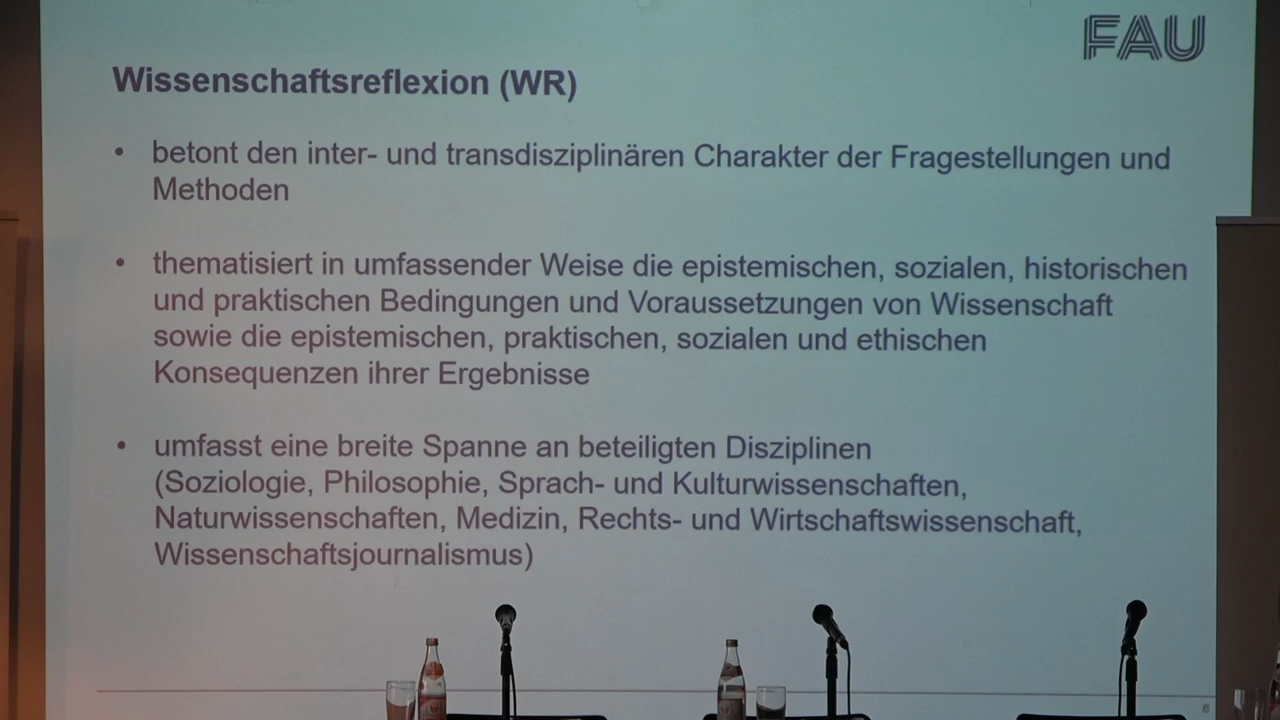 FAU
Wissenschaftsreflexion (WR)
• betont den inter- und transdisziplinären Charakter der Fragestellungen und
Methoden
• thematisiert in umfassender Weise die epistemischen, sozialen, historischen
und praktischen Bedingungen und Voraussetzungen von Wissenschaft
sowie die epistemischen, praktischen, sozialen und ethischen
Konsequenzen ihrer Ergebnisse
• umfasst eine breite Spanne an beteiligten Disziplinen
(Soziologie, Philosophie, Sprach- und Kulturwissenschaften,
Naturwissenschaften, Medizin, Rechts- und Wirtschaftswissenschaft,
Wissenschaftsjournalismus)
6